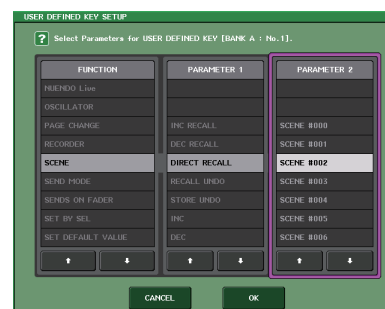 USER DEFINED KEY SETUP
? Select Parameters for USER DEFINED KEY [BANK A : No.1].
FUNCTION
NUENDO Live
OSCILLATOR
PAGE CHANGE
RECORDER
SCENE
SEND MODE
SENDS ON FADER
SET BY SEL
SET DEFAULT VALUE
PARAMETER 1
INC RECALL
DEC RECALL
DIRECT RECALL
RECALL UNDO
STORE UNDO
INC
DEC
PARAMETER 2
SCENE #000
SCENE #001
SCENE #002
SCENE #003
SCENE #004
SCENE #005
SCENE #006
CANCEL
OK